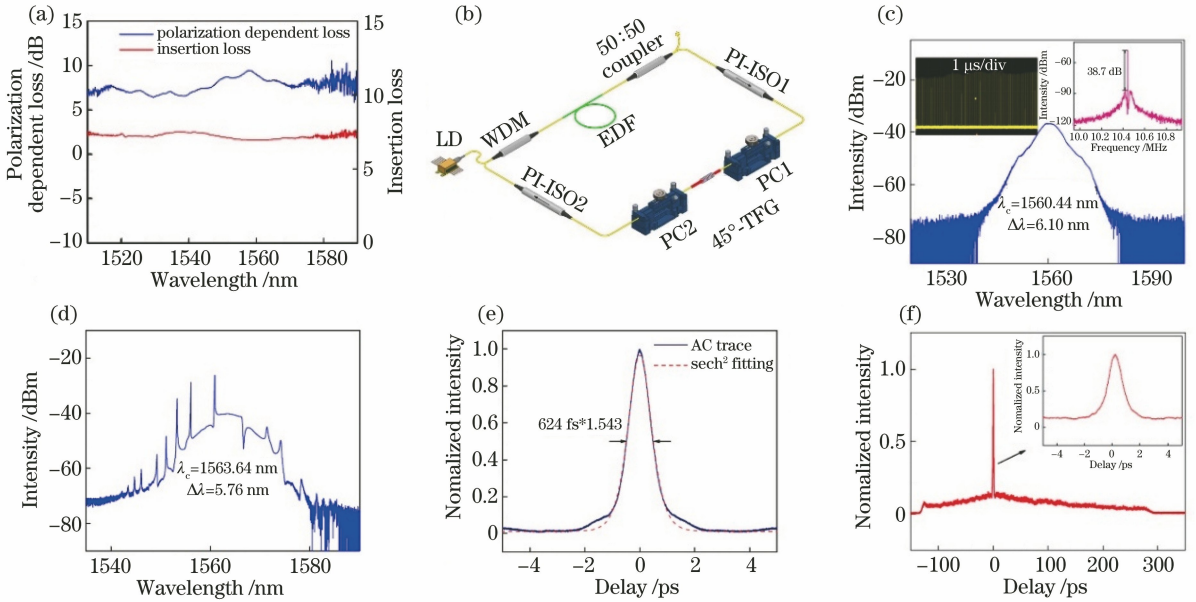 (a)
15
10
5
0
−5
−10
Polarization
dependent loss /dB
polarization dependent loss
insertion loss
15
10
5
0
Insertion loss
1520
1540
1560
1580
Wavelength /nm
(b)
50:50
coupler
PI-ISO1
WDM
EDF
LD
PI-ISO2
PC1
PC2
45°-TFG
(c)
−20
−40
−60
−80
Intensity /dBm
1 μs/div
Intensity /dBm
−60
−90
−120
38.7 dB
10.0
10.2
10.4
10.6
10.8
Frequency /MHz
λc=1560.44 nm
Δλ=6.10 nm
1530
1560
1590
Wavelength /nm
(d)
−20
−40
−60
−80
Intensity /dBm
λc=1563.64 nm
Δλ=5.76 nm
1540
1560
1580
Wavelength /nm
(e)
1.0
0.8
0.6
0.4
0.2
0
Nomalized intensity
AC trace
sech² fitting
624 fs*1.543
−4
−2
0
2
4
Delay /ps
(f)
1.0
0.5
0
Nomalized intensity
Nomalized intensity
1.0
0.5
0
−4
−2
0
2
4
Delay /ps
−100
0
100
200
300
Delay /ps